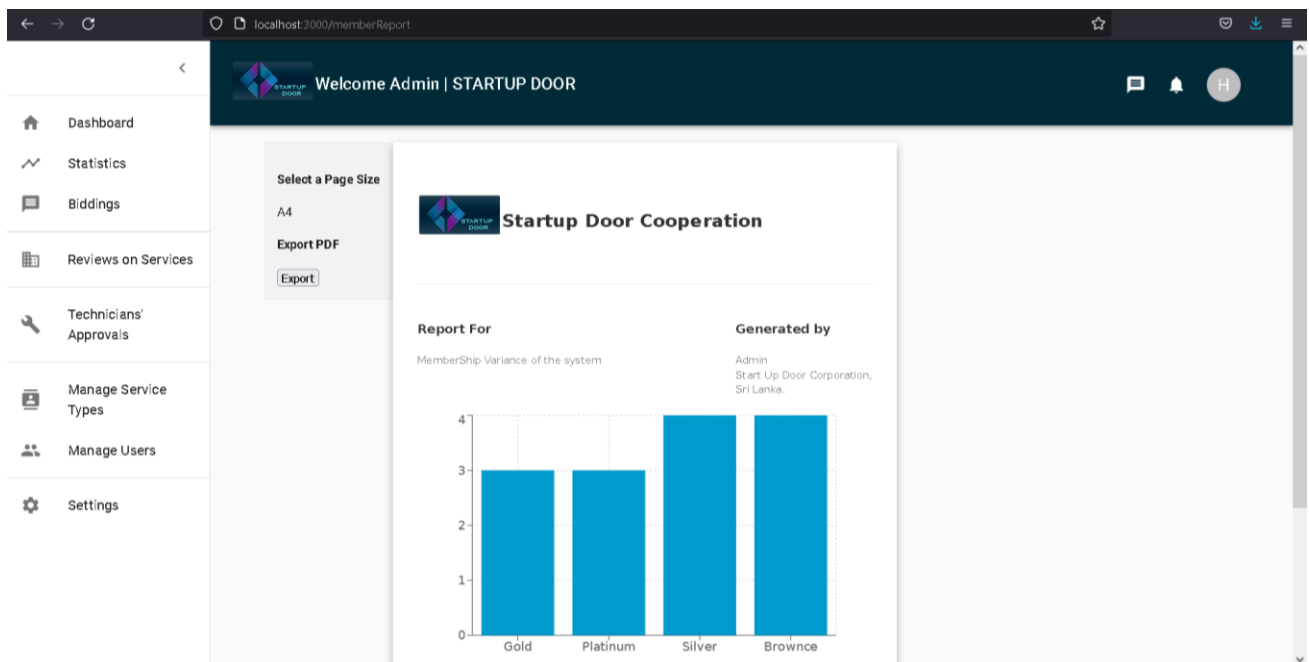 localhost:3000/memberReport
STARTUP
DOOR
Welcome Admin | STARTUP DOOR
H
Dashboard
Statistics
Biddings
Reviews on Services
Technicians'
Approvals
Manage Service
Types
Manage Users
Settings
Select a Page Size
A4
Export PDF
Export
STARTUP
DOOR
Startup Door Cooperation
Report For
MemberShip Variance of the system
Generated by
Admin
Start Up Door Corporation,
Sri Lanka.
4
3
2
1
0
Gold Platinum Silver Brownce